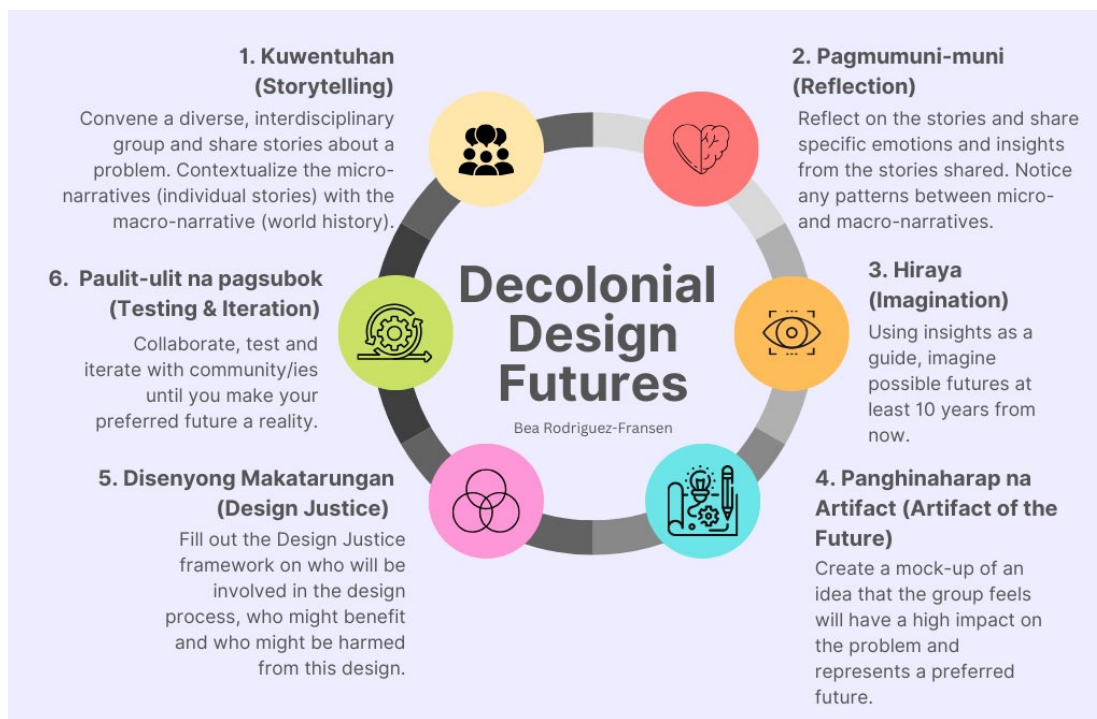 1. Kuwentuhan
(Storytelling)
Convene a diverse, interdisciplinary
group and share stories about a
problem. Contextualize the micro-
narratives (individual stories) with the
macro-narrative (world history).
2. Pagmumuni-muni
(Reflection)
Reflect on the stories and share
specific emotions and insights
from the stories shared. Notice
any patterns between micro-
and macro-narratives.
3. Hiraya
(Imagination)
Using insights as a
guide, imagine
possible futures at
least 10 years from
now.
4. Panghinaharap na
Artifact (Artifact of the
Future)
Create a mock-up of an
idea that the group feels
will have a high impact on
the problem and
represents a preferred
future.
5. Disenyong Makatarungan
(Design Justice)
Fill out the Design Justice
framework on who will be
involved in the design
process, who might benefit
and who might be harmed
from this design.
6. Paulit-ulit na pagsubok
(Testing & Iteration)
Collaborate, test and
iterate with community/ies
until you make your
preferred future a reality.
Decolonial
Design
Futures
Bea Rodriguez-Fransen